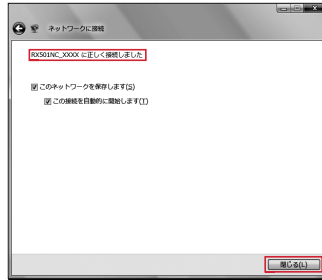 ネットワークに接続
RX501NC_XXXX に正しく接続しました
このネットワークを保存します(S)
この接続を自動的に開始します(T)
閉じる(L)